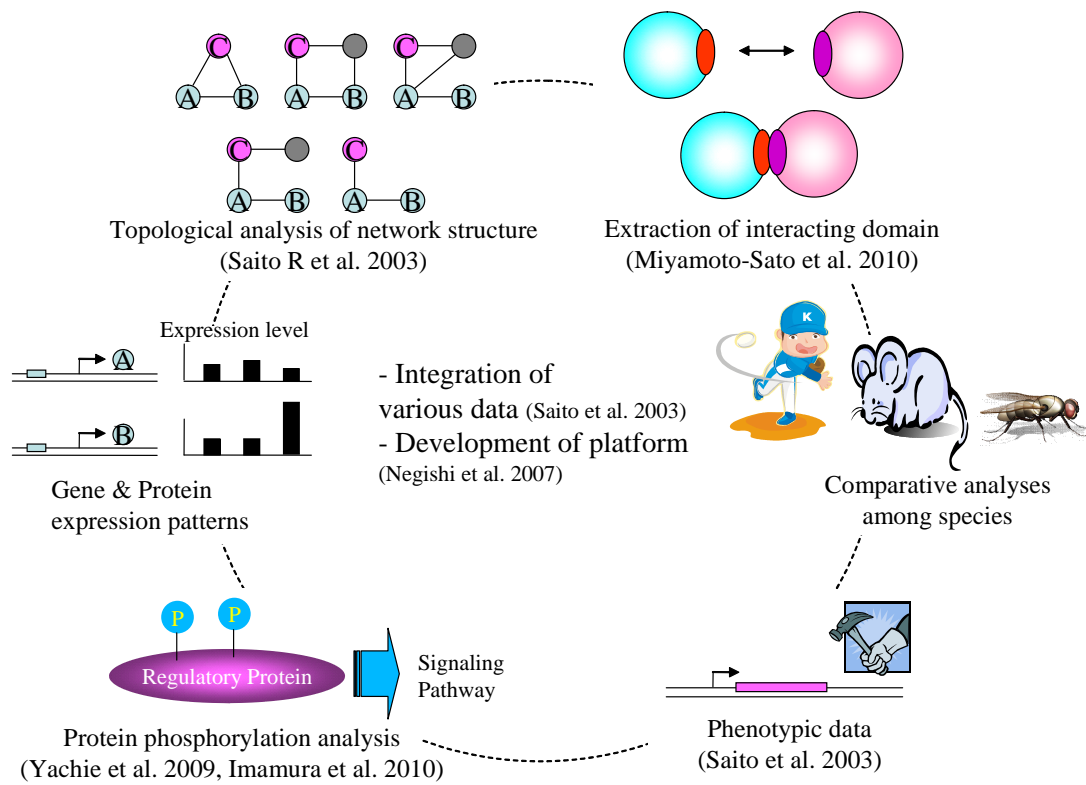 C C C
A B A B A B
C C
A B A B
Topological analysis of network structure
(Saito R et al. 2003)
Extraction of interacting domain
(Miyamoto-Sato et al. 2010)
Expression level
A
B
Gene & Protein
expression patterns
- Integration of
various data (Saito et al. 2003)
- Development of platform
(Negishi et al. 2007)
K
Comparative analyses
among species
P P
Regulatory Protein
Signaling
Pathway
Protein phosphorylation analysis
(Yachie et al. 2009, Imamura et al. 2010)
Phenotypic data
(Saito et al. 2003)